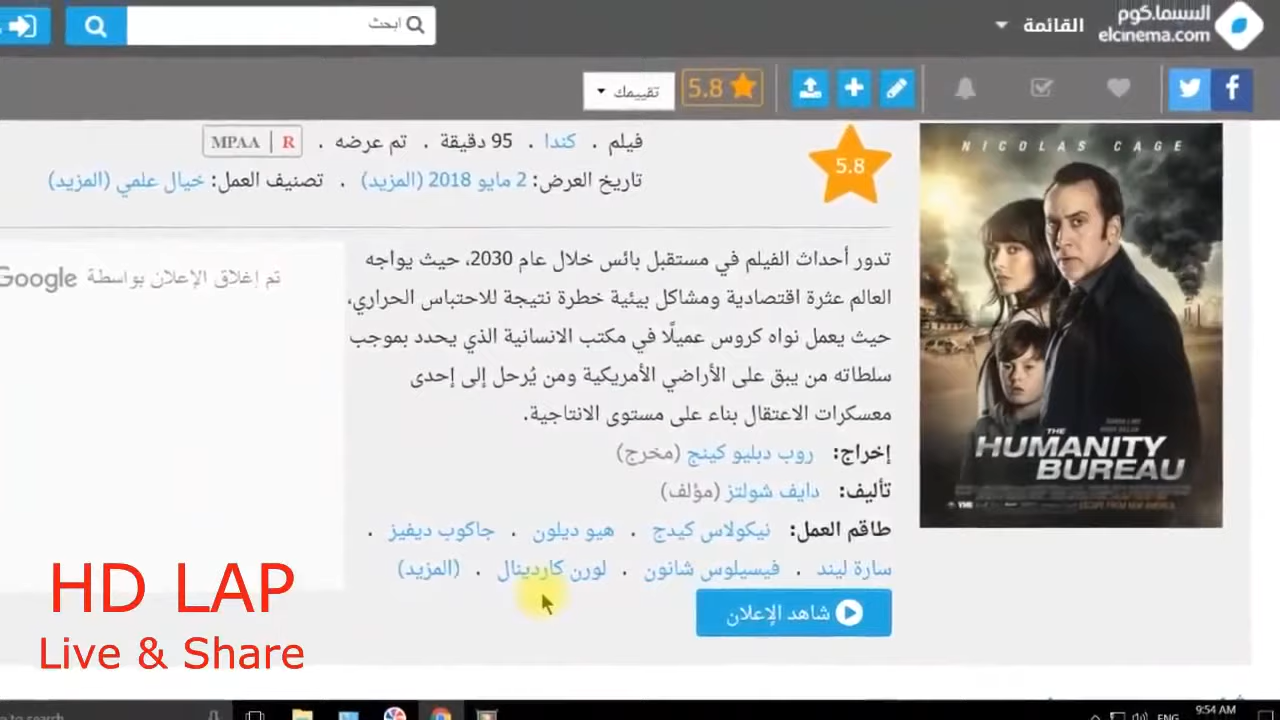 السينما.كوم
elcinema.com
القائمة
ابحث
تقييمك
5.8
فيلم . كندا . 95 دقيقة . تم عرضه . MPAA | R
تاريخ العرض: 2 مايو 2018 (المزيد) . تصنيف العمل: خيال علمي (المزيد)
5.8
NICOLAS CAGE
THE
HUMANITY
BUREAU
تدور أحداث الفيلم في مستقبل بائس خلال عام 2030، حيث يواجه
العالم عثرة اقتصادية ومشاكل بيئية خطرة نتيجة للاحتباس الحراري،
حيث يعمل نواه كروس عميلًا في مكتب الانسانية الذي يحدد بموجب
سلطاته من يبق على الأراضي الأمريكية ومن يُرحل إلى إحدى
معسكرات الاعتقال بناء على مستوى الانتاجية.
تم إغلاق الإعلان بواسطة Google
إخراج: روب دبليو كينج (مخرج)
تأليف: دايف شولتز (مؤلف)
طاقم العمل: نيكولاس كيدج . هيو ديلون . جاكوب ديفيز .
سارة ليند . فيسيلوس شانون . لورن كاردينال . (المزيد)
شاهد الإعلان
HD LAP
Live & Share
to search
ENG
9:54 AM